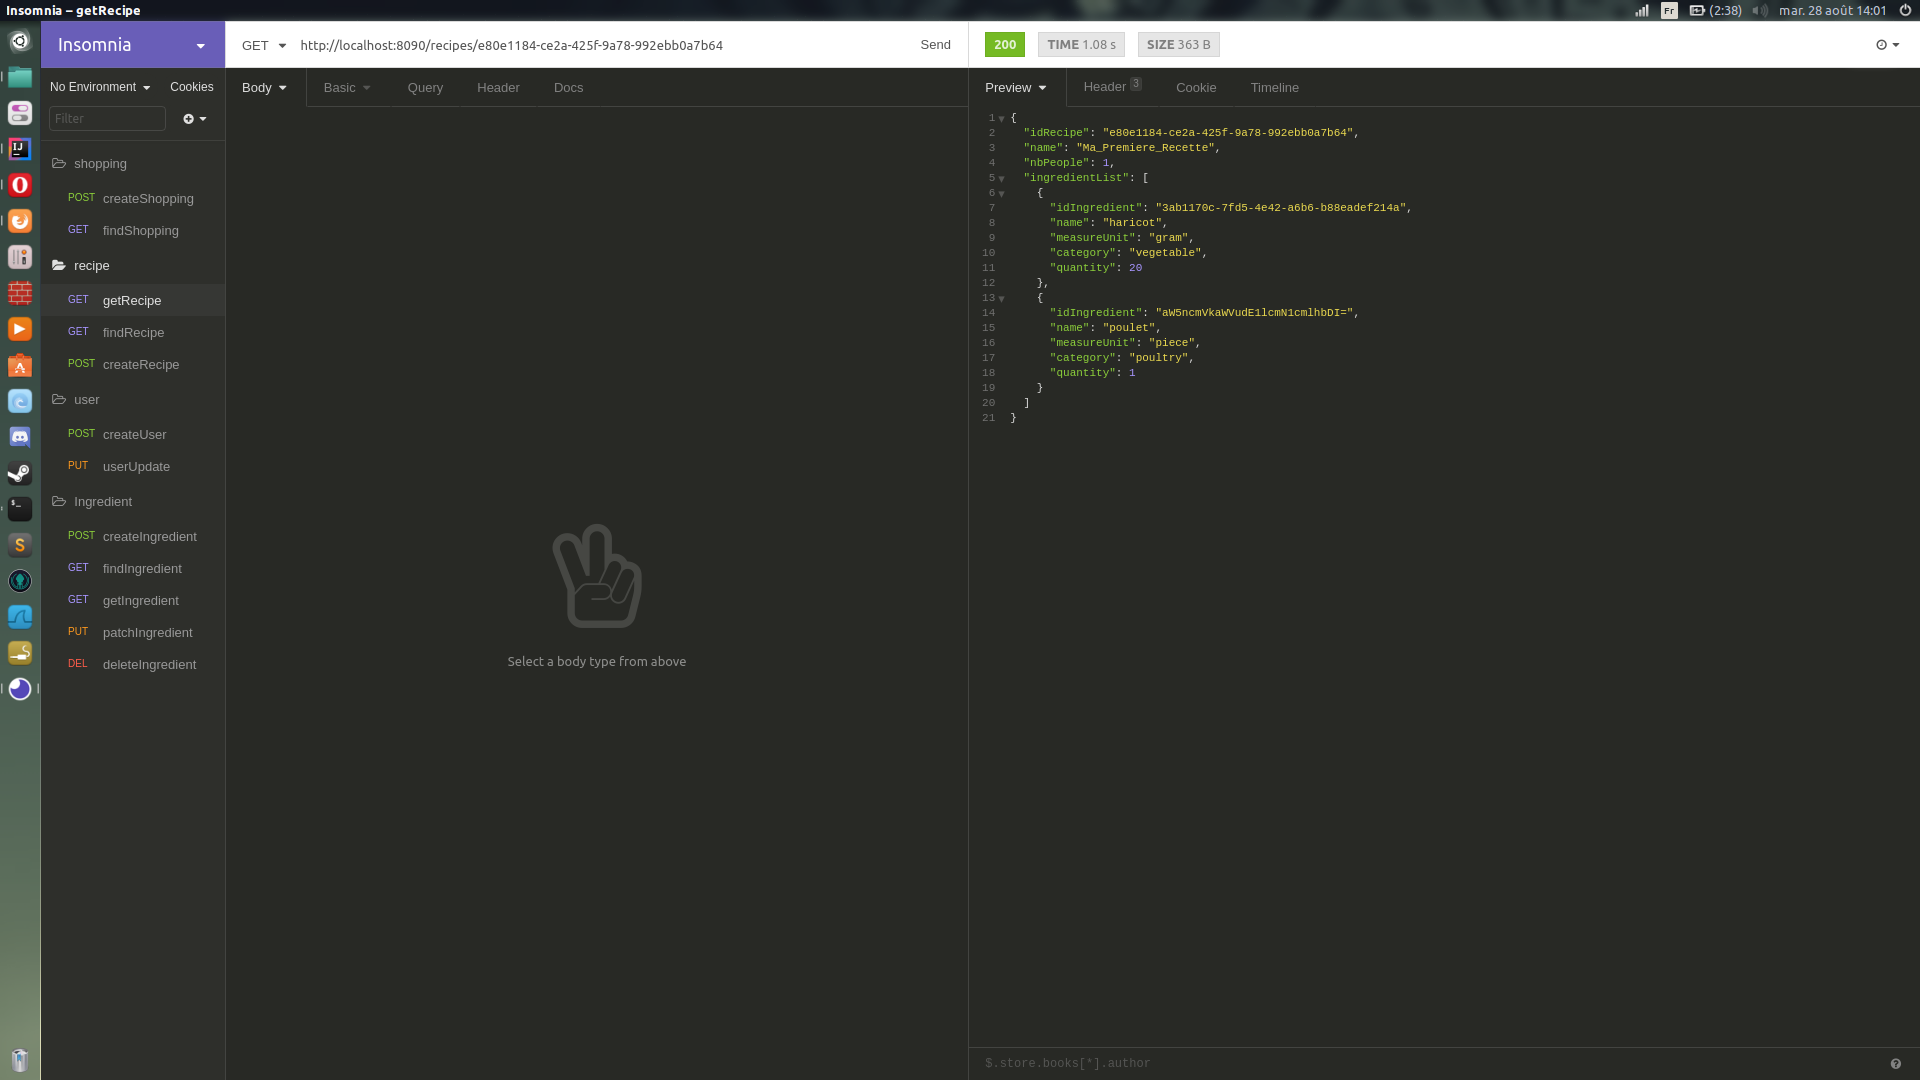 Insomnia – getRecipe
Fr (2:38) mar. 28 août 14:01
Insomnia
GET http://localhost:8090/recipes/e80e1184-ce2a-425f-9a78-992ebb0a7b64 Send
200 TIME 1.08 s SIZE 363 B
No Environment Cookies
Filter
Body Basic Query Header Docs
Preview Header 3 Cookie Timeline
shopping
POST createShopping
GET findShopping
recipe
GET getRecipe
GET findRecipe
POST createRecipe
user
POST createUser
PUT userUpdate
Ingredient
POST createIngredient
GET findIngredient
GET getIngredient
PUT patchIngredient
DEL deleteIngredient
Select a body type from above
1 {
2 "idRecipe": "e80e1184-ce2a-425f-9a78-992ebb0a7b64",
3 "name": "Ma_Premiere_Recette",
4 "nbPeople": 1,
5 "ingredientList": [
6 {
7 "idIngredient": "3ab1170c-7fd5-4e42-a6b6-b88eadef214a",
8 "name": "haricot",
9 "measureUnit": "gram",
10 "category": "vegetable",
11 "quantity": 20
12 },
13 {
14 "idIngredient": "aW5ncmVkaWVudE1lcmN1cmlhbDI=",
15 "name": "poulet",
16 "measureUnit": "piece",
17 "category": "poultry",
18 "quantity": 1
19 }
20 ]
21 }
$.store.books[*].author
IJ
S